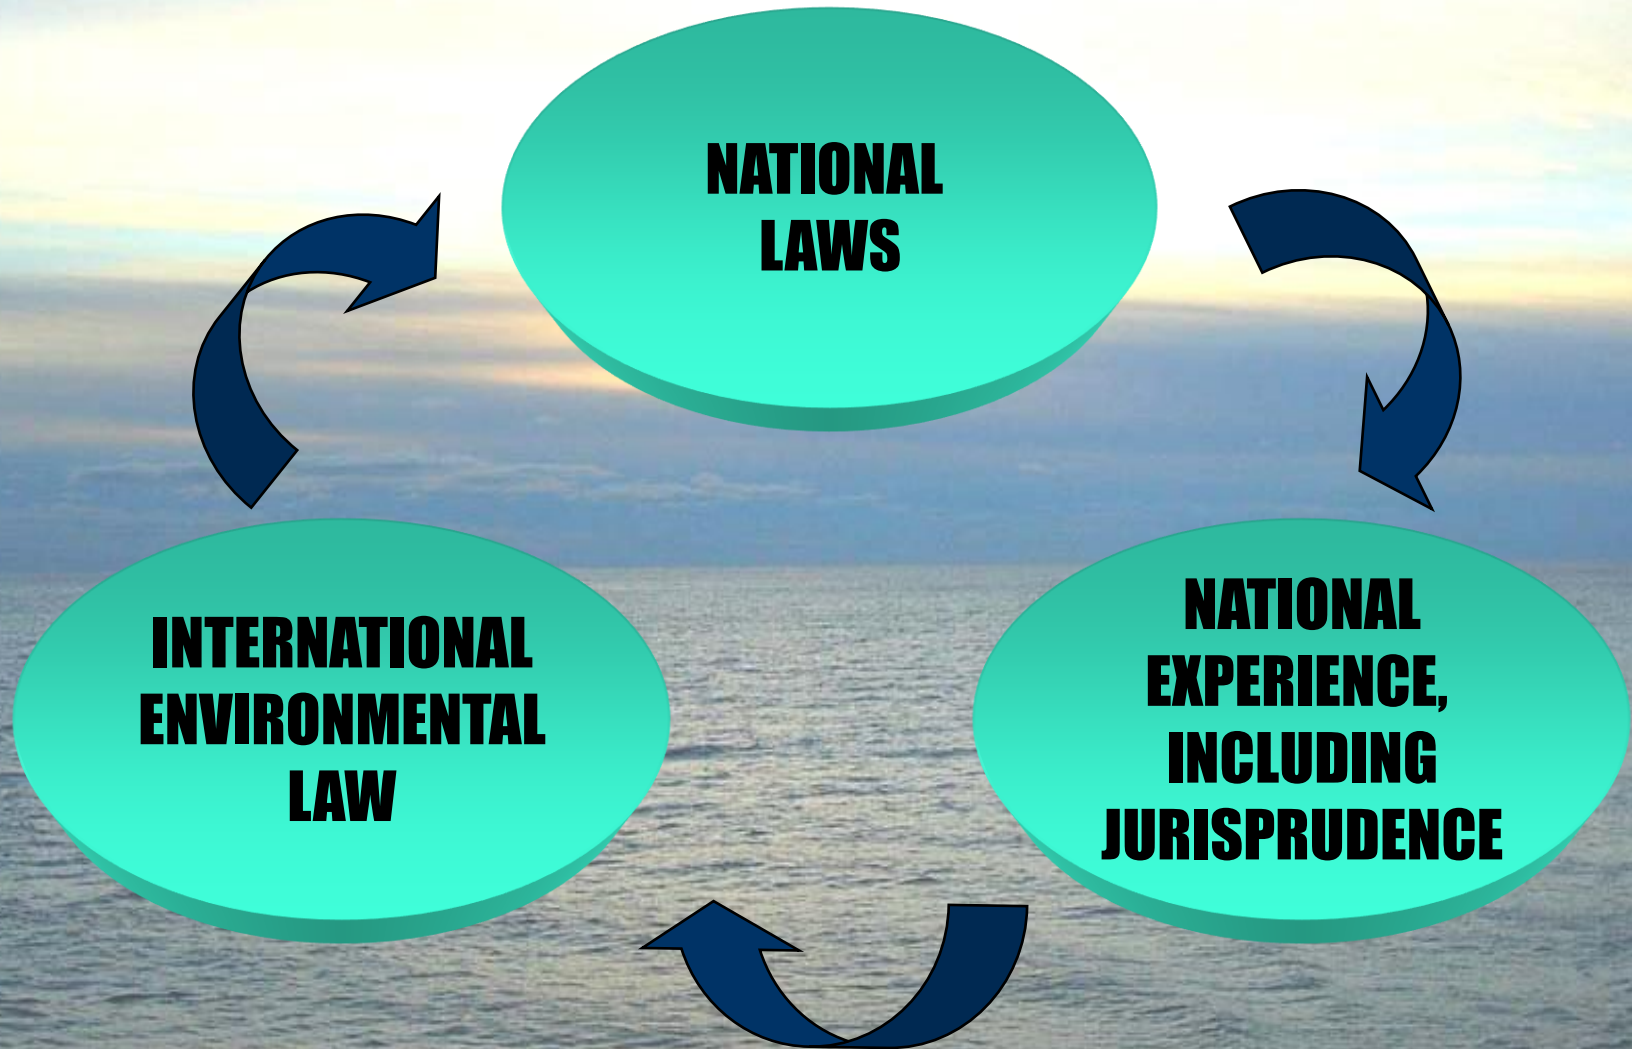 NATIONAL
LAWS
INTERNATIONAL
ENVIRONMENTAL
LAW
NATIONAL
EXPERIENCE,
INCLUDING
JURISPRUDENCE